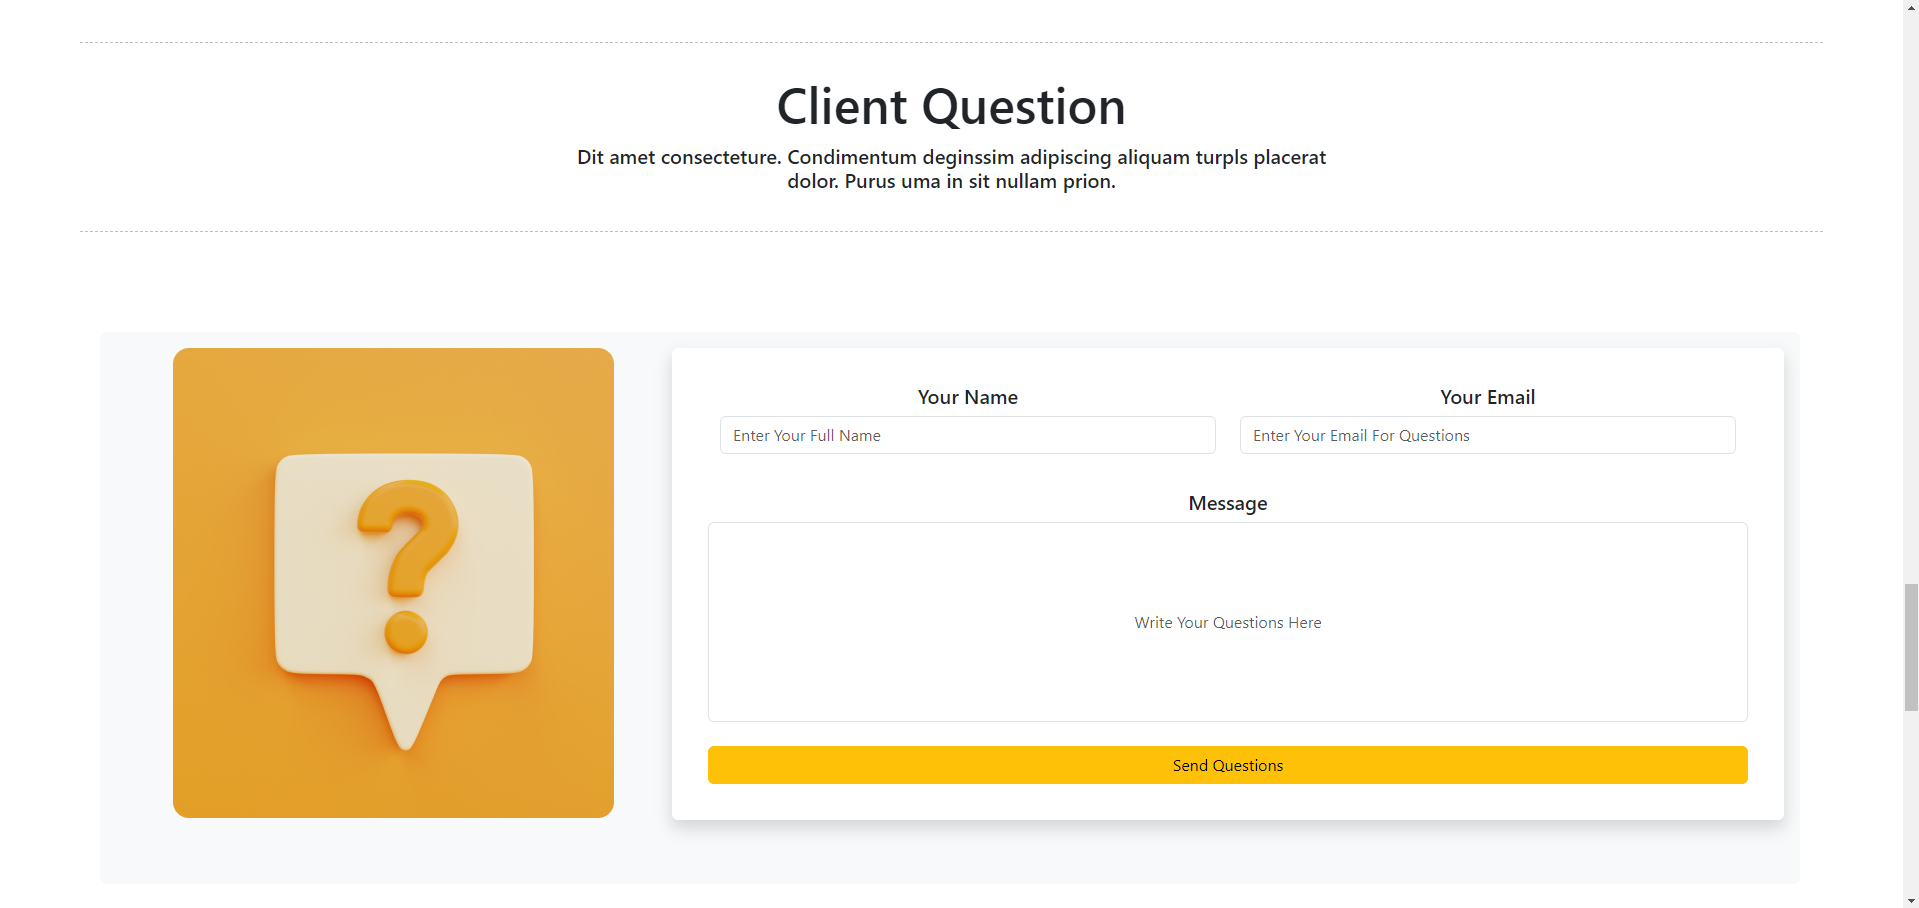 Client Question
Dit amet consecteture. Condimentum deginssim adipiscing aliquam turpls placerat
dolor. Purus uma in sit nullam prion.
?
Your Name
Your Email
Enter Your Full Name
Enter Your Email For Questions
Message
Write Your Questions Here
Send Questions